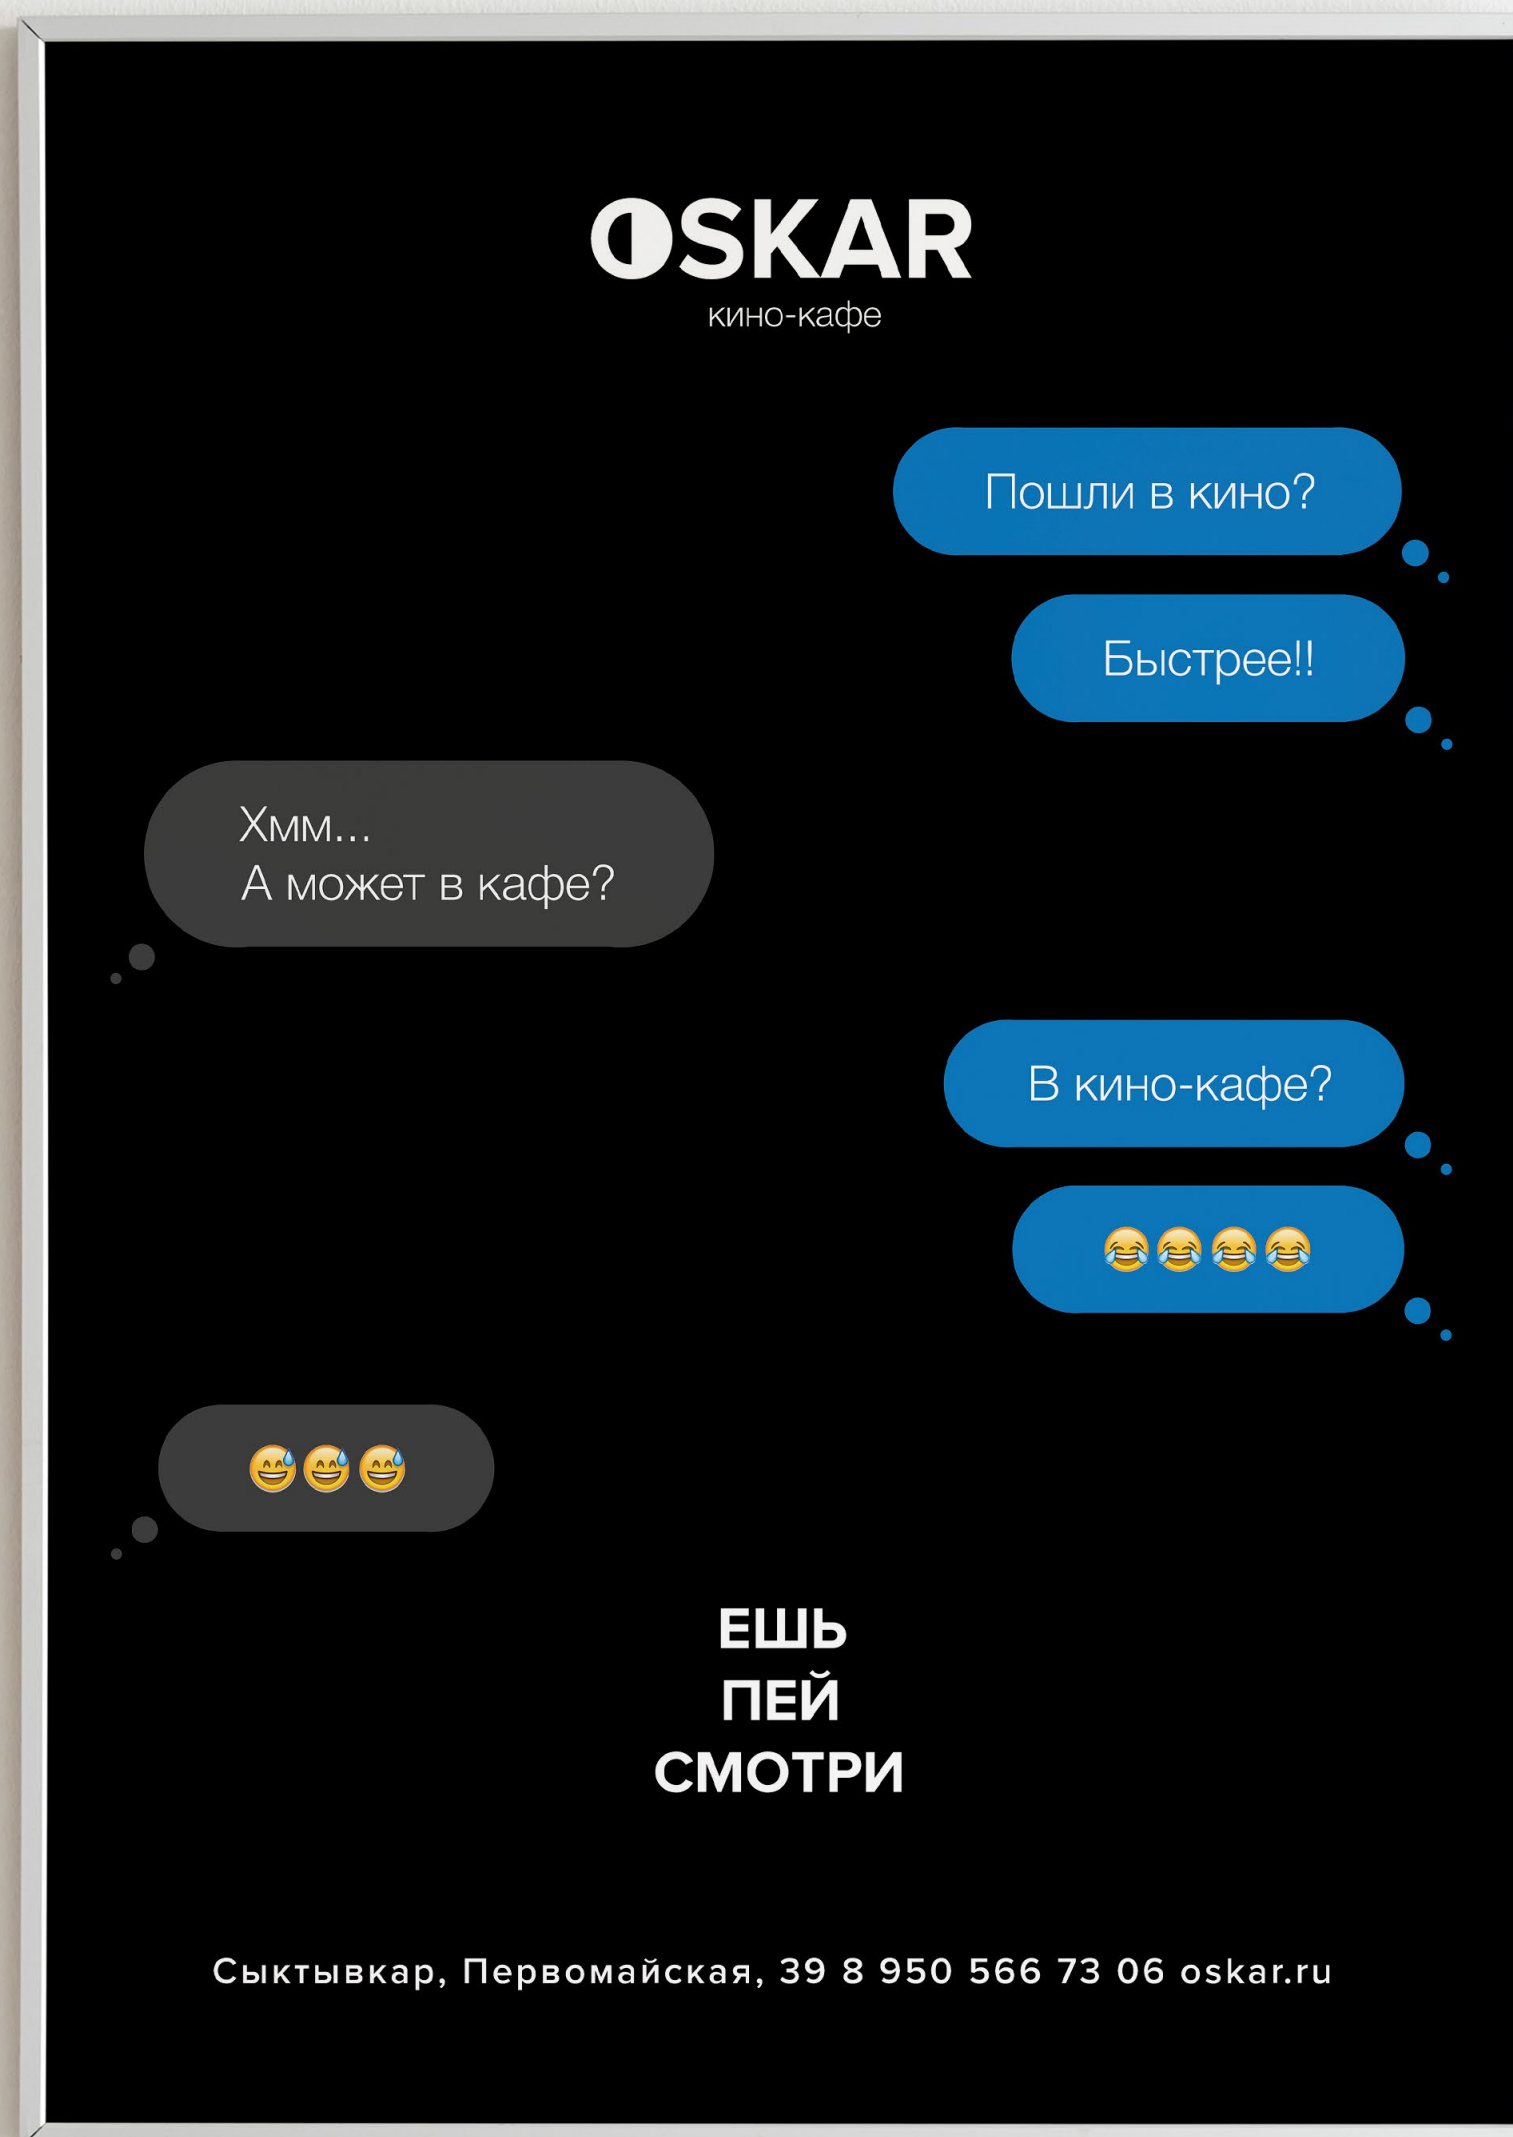 OSKAR
кино-кафе
Пошли в кино?
Быстрее!!
Хмм...
А может в кафе?
В кино-кафе?
😂😂😂😂
😅😅😅
ЕШЬ
ПЕЙ
СМОТРИ
Сыктывкар, Первомайская, 39 8 950 566 73 06 oskar.ru